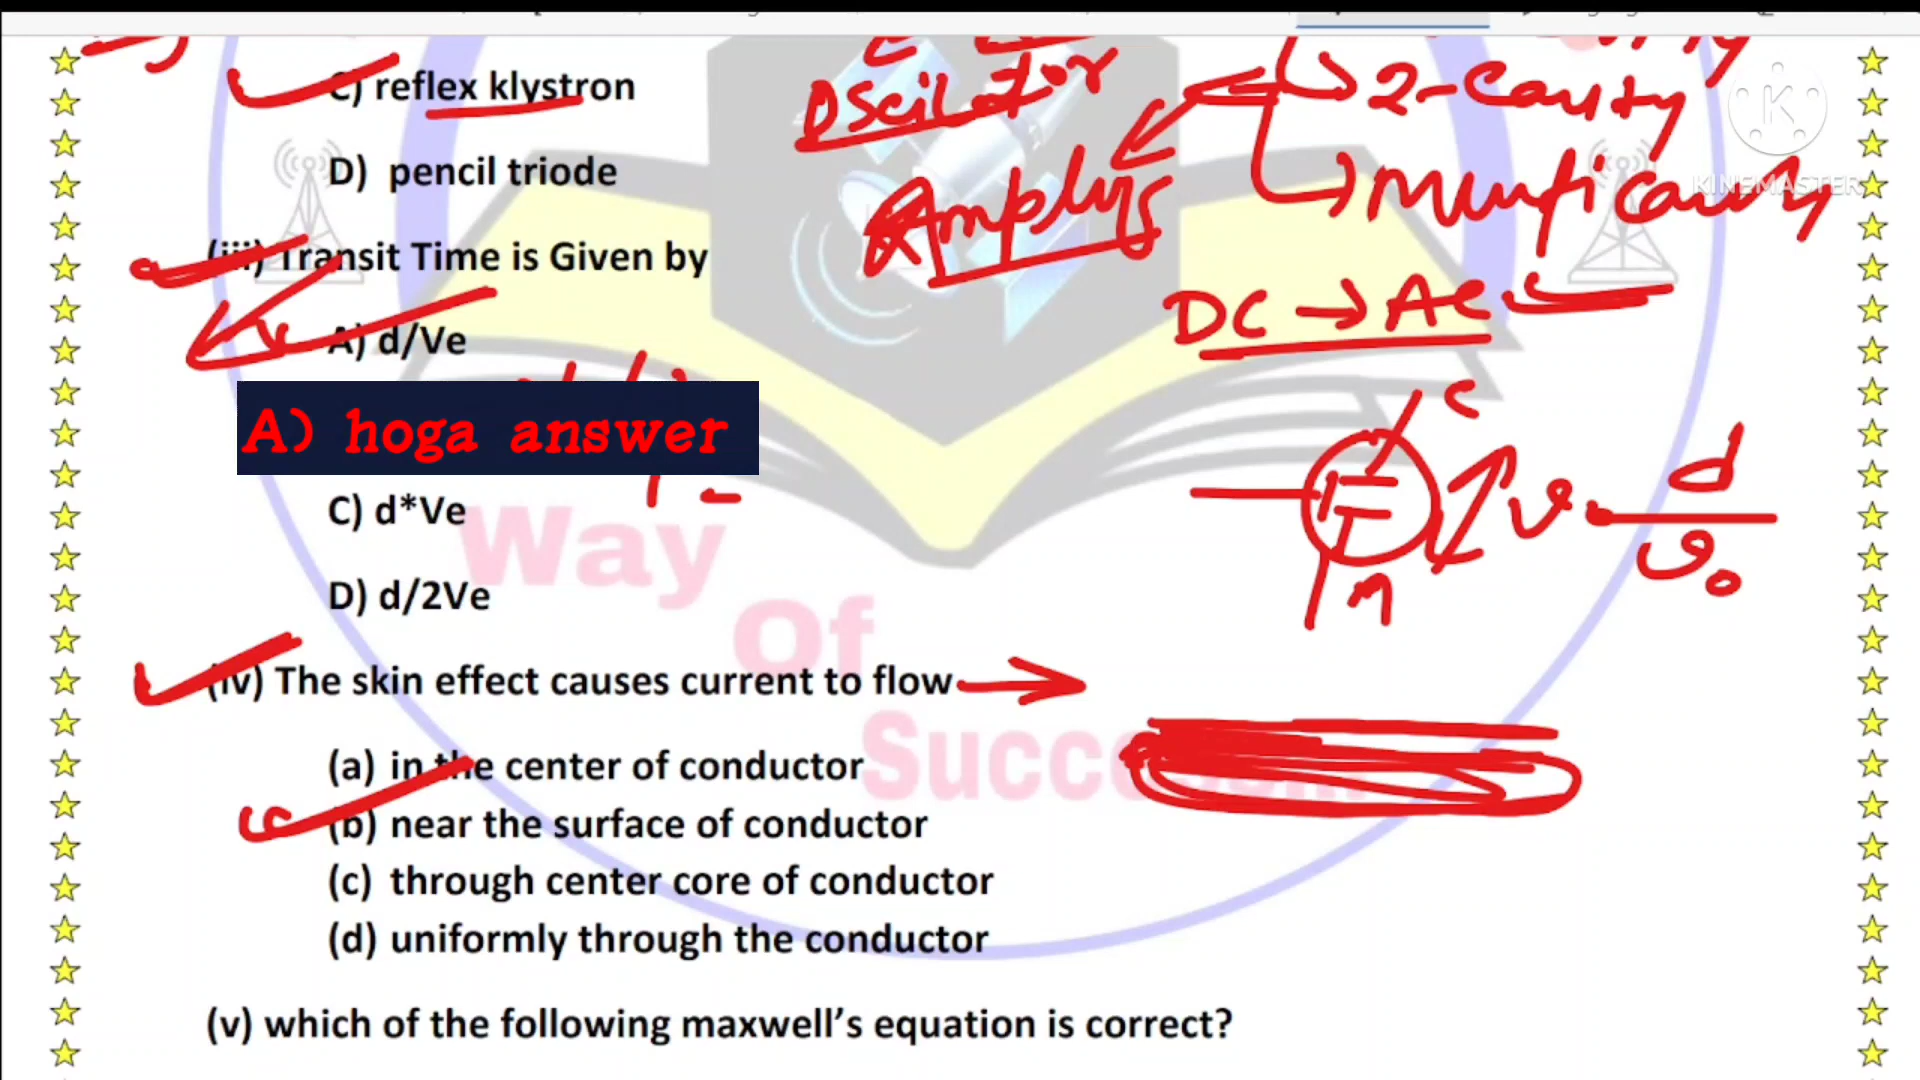 C) reflex klystron
Oscillator
2-Cavity
K
D) pencil triode
KINEMASTER
Multicavity
(iii) Transit Time is Given by
DC → AC
A) d/Ve
A) hoga answer
C
d
C) d*Ve
Way
D) d/2Ve
Of
(iv) The skin effect causes current to flow
(a) in the center of conductor
(b) near the surface of conductor
(c) through center core of conductor
(d) uniformly through the conductor
(v) which of the following maxwell's equation is correct?